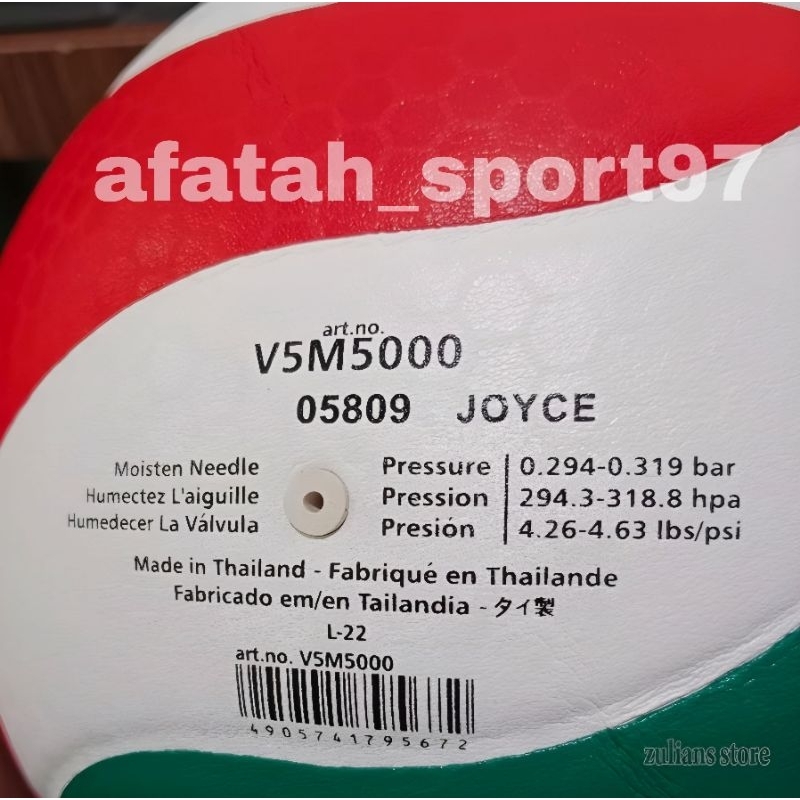 afatah_sport97
art.no.
V5M5000
05809 JOYCE
Moisten Needle
Humectez L'aiguille
Humedecer La Válvula
Pressure 0.294-0.319 bar
Pression 294.3-318.8 hpa
Presión 4.26-4.63 lbs/psi
Made in Thailand - Fabriqué en Thaïlande
Fabricado em/en Tailandia - タイ製
L-22
art.no. V5M5000
4905741795672
zulians store